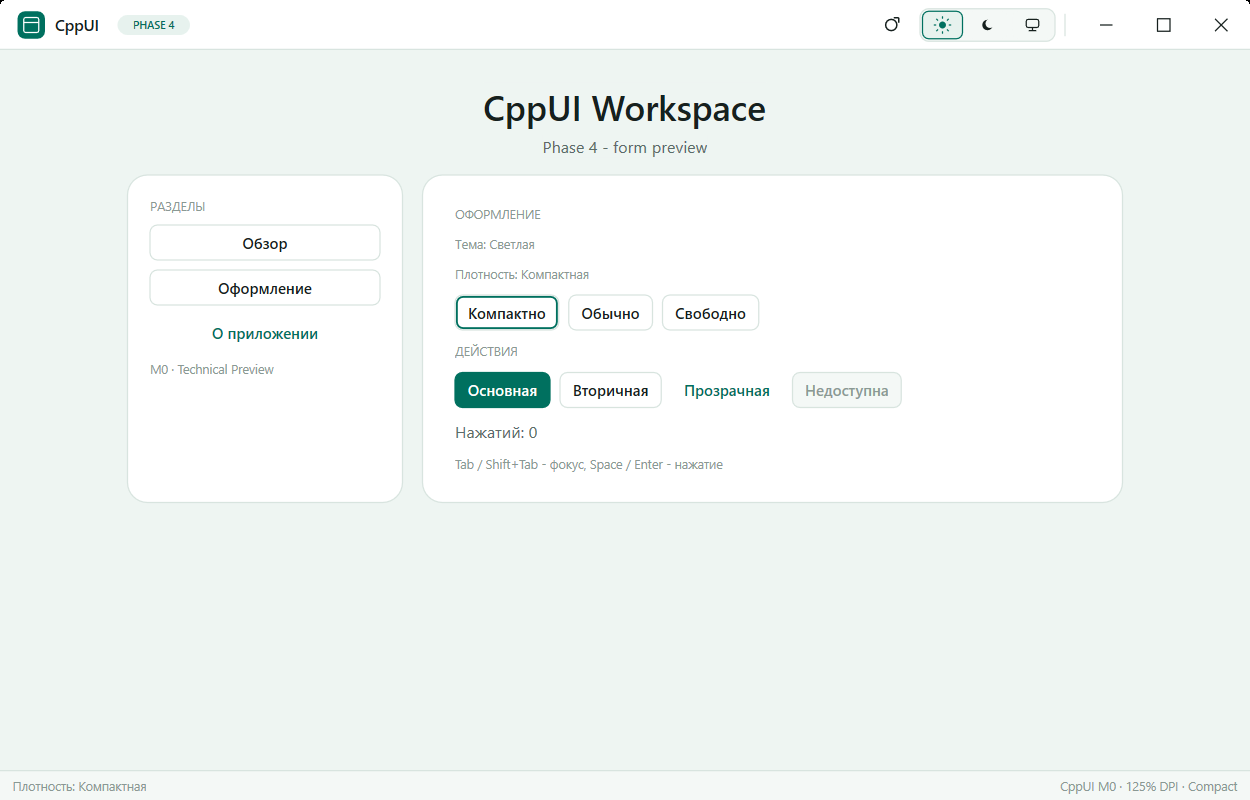 CppUI PHASE 4
CppUI Workspace
Phase 4 - form preview
РАЗДЕЛЫ
Обзор
Оформление
О приложении
M0 · Technical Preview
ОФОРМЛЕНИЕ
Тема: Светлая
Плотность: Компактная
Компактно Обычно Свободно
ДЕЙСТВИЯ
Основная Вторичная Прозрачная Недоступна
Нажатий: 0
Tab / Shift+Tab - фокус, Space / Enter - нажатие
Плотность: Компактная
CppUI M0 · 125% DPI · Compact